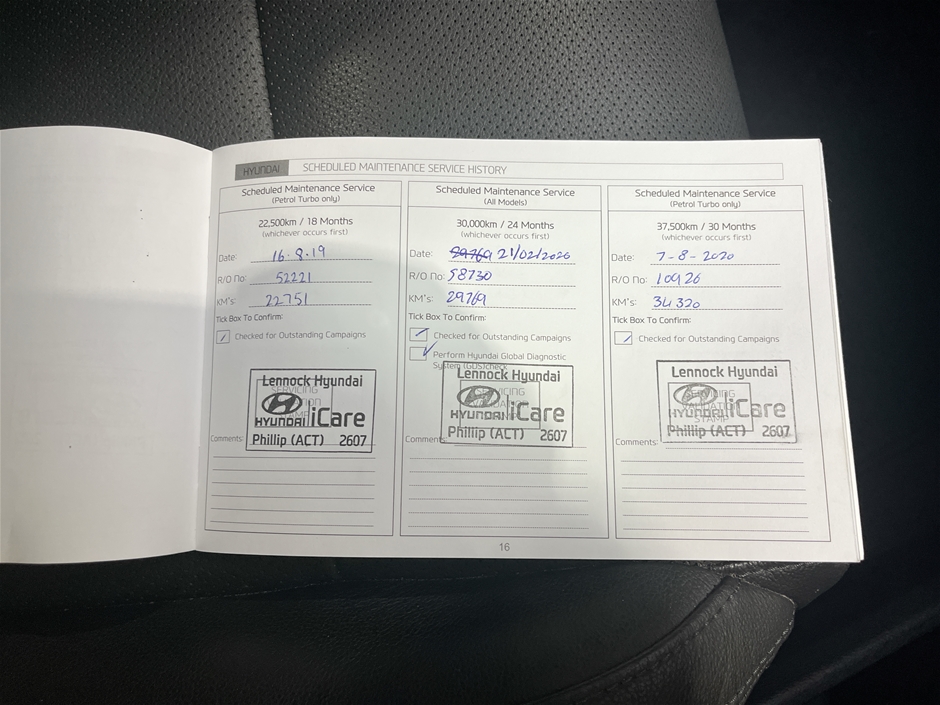 HYUNDAI SCHEDULED MAINTENANCE SERVICE HISTORY
Scheduled Maintenance Service
(Petrol Turbo only)
22,500km / 18 Months
(whichever occurs first)
Date: 16.8.19
R/O No: 52221
KM's: 22751
Tick Box To Confirm:
Checked for Outstanding Campaigns
Lennock Hyundai
SERVICING
HYUNDAI iCare
Phillip (ACT) 2607
Comments:
Scheduled Maintenance Service
(All Models)
30,000km / 24 Months
(whichever occurs first)
Date: 29769 21/02/2020
R/O No: 58730
KM's: 29769
Tick Box To Confirm:
Checked for Outstanding Campaigns
Perform Hyundai Global Diagnostic
System (GDS) check
Lennock Hyundai
SERVICING
HYUNDAI iCare
Phillip (ACT) 2607
Comments
Scheduled Maintenance Service
(Petrol Turbo only)
37,500km / 30 Months
(whichever occurs first)
Date: 7-8-2020
R/O No: 10926
KM's: 34320
Tick Box To Confirm:
Checked for Outstanding Campaigns
Lennock Hyundai
SERVICING
HYUNDAI iCare
STAMP
Phillip (ACT) 2607
Comments:
16